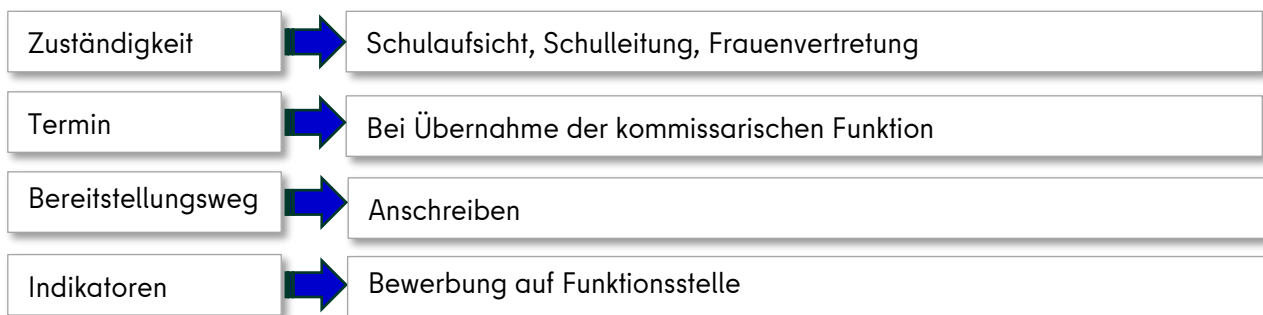 Zuständigkeit Schulaufsicht, Schulleitung, Frauenvertretung
Termin Bei Übernahme der kommissarischen Funktion
Bereitstellungsweg Anschreiben
Indikatoren Bewerbung auf Funktionsstelle